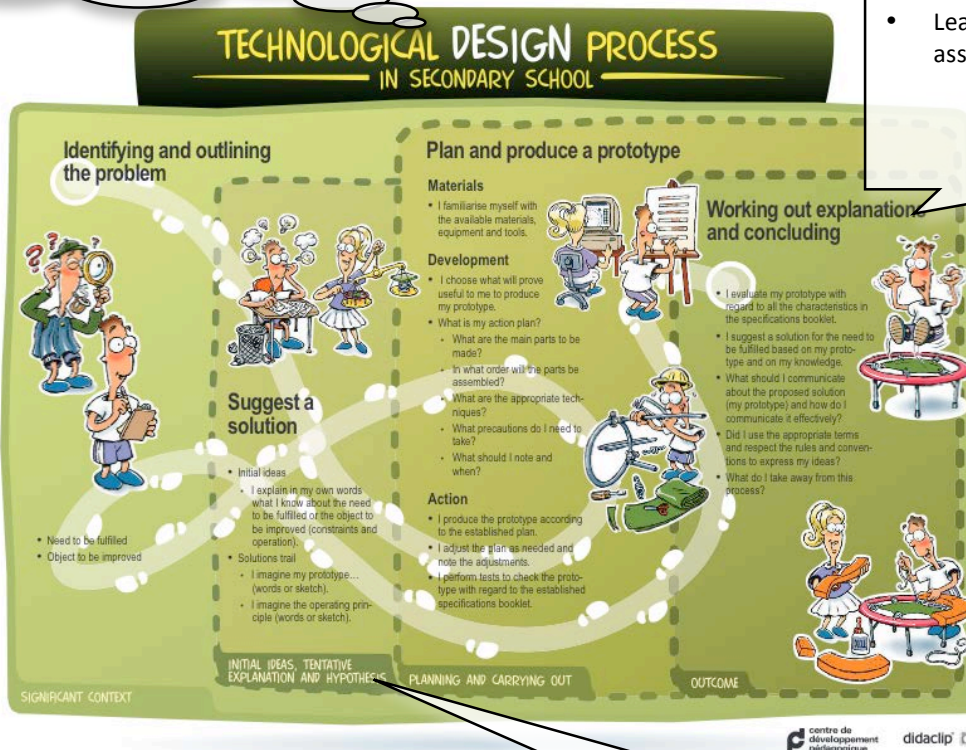 • Lea
ass
TECHNOLOGICAL DESIGN PROCESS
IN SECONDARY SCHOOL
Identifying and outlining
the problem
• Need to be fulfilled
• Object to be improved
SIGNIFICANT CONTEXT
Suggest a
solution
• Initial ideas
• I explain in my own words
what I know about the need
to be fulfilled or the object to
be improved (constraints and
operation).
• Solutions trail
• I imagine my prototype…
(words or sketch).
• I imagine the operating prin-
ciple (words or sketch).
INITIAL IDEAS, TENTATIVE
EXPLANATION AND HYPOTHESIS
Plan and produce a prototype
Materials
• I familiarise myself with
the available materials,
equipment and tools.
Development
• I choose what will prove
useful to me to produce
my prototype.
• What is my action plan?
• What are the main parts to be
made?
• In what order will the parts be
assembled?
• What are the appropriate tech-
niques?
• What precautions do I need to
take?
• What should I note and
when?
Action
• I produce the prototype according
to the established plan.
• I adjust the plan as needed and
note the adjustments.
• I perform tests to check the proto-
type with regard to the established
specifications booklet.
PLANNING AND CARRYING OUT
Working out explanations
and concluding
• I evaluate my prototype with
regard to all the characteristics in
the specifications booklet.
• I suggest a solution for the need to
be fulfilled based on my proto-
type and on my knowledge.
• What should I communicate
about the proposed solution
(my prototype) and how do I
communicate it effectively?
• Did I use the appropriate terms
and respect the rules and conven-
tions to express my ideas?
• What do I take away from this
process?
OUTCOME
centre de
développement
pédagogique
didaclip